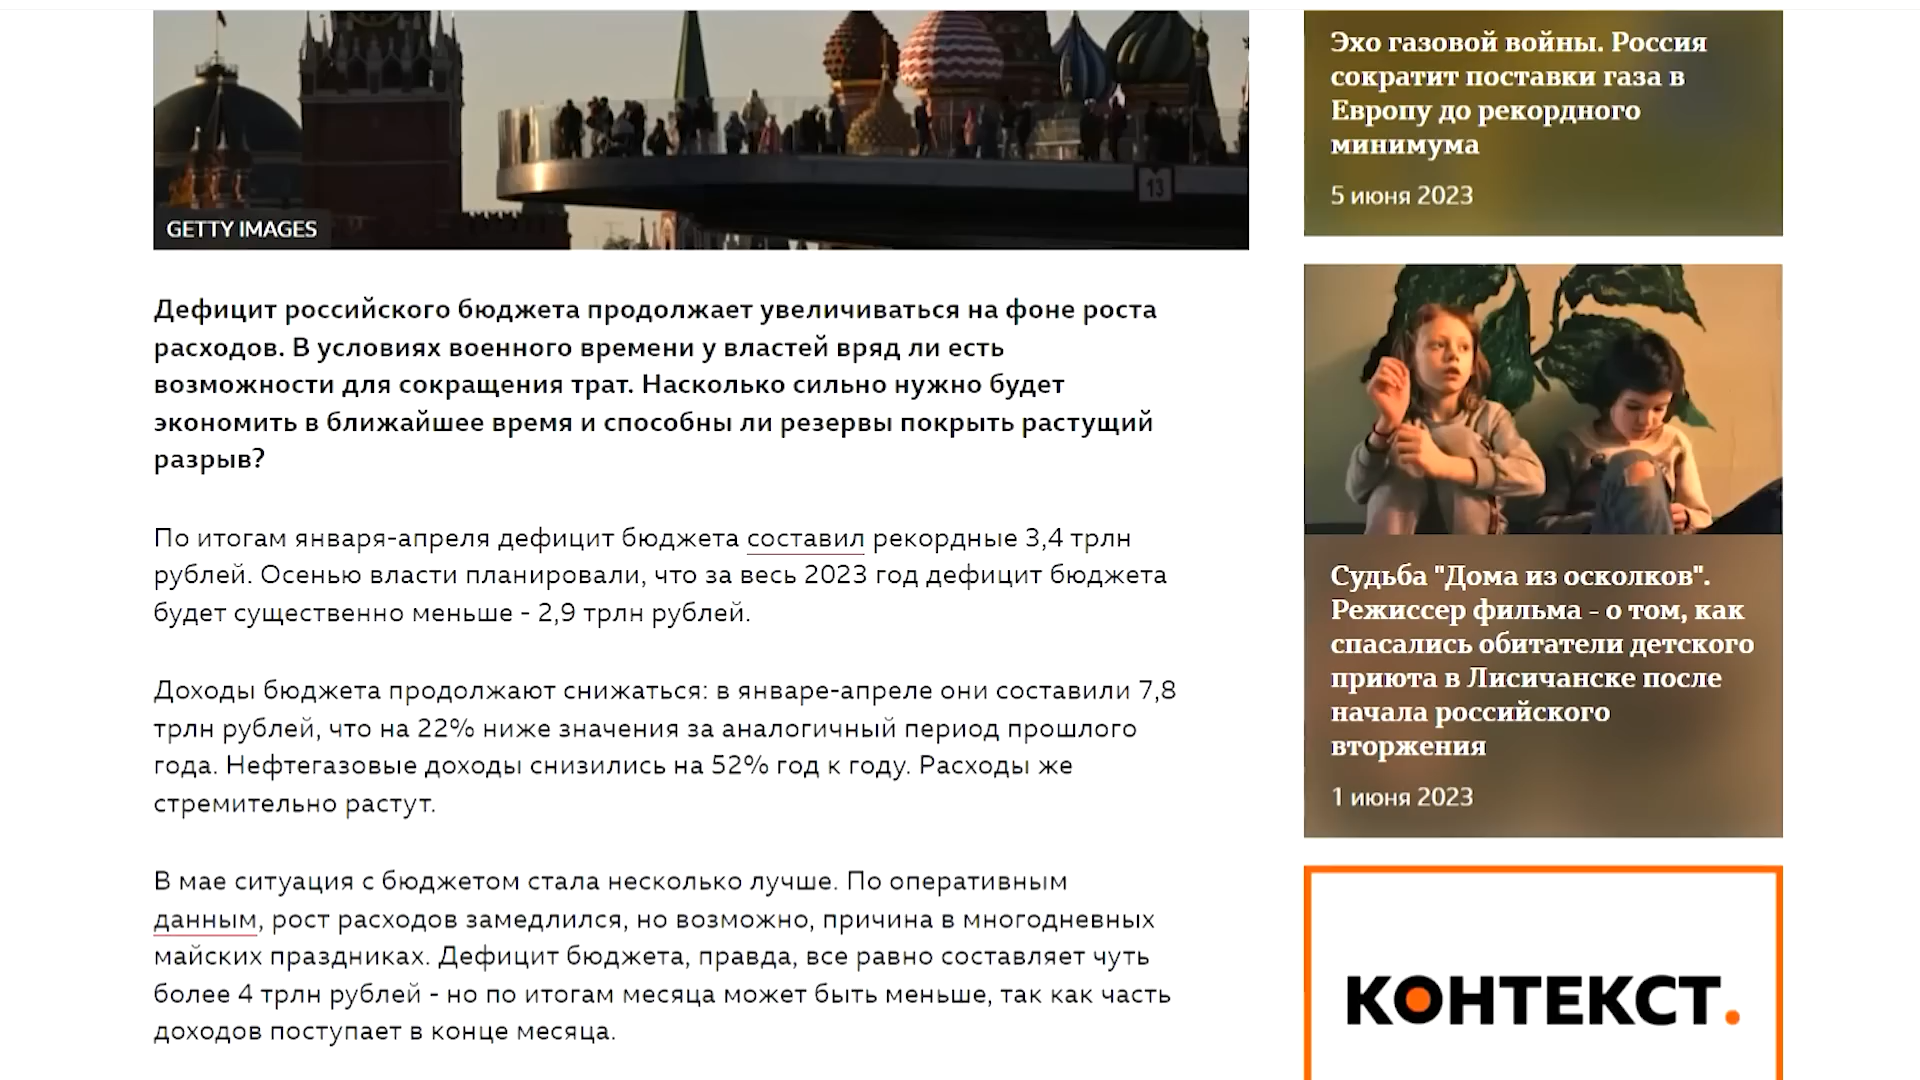 13
GETTY IMAGES
Дефицит российского бюджета продолжает увеличиваться на фоне роста
расходов. В условиях военного времени у властей вряд ли есть
возможности для сокращения трат. Насколько сильно нужно будет
экономить в ближайшее время и способны ли резервы покрыть растущий
разрыв?
По итогам января-апреля дефицит бюджета составил рекордные 3,4 трлн
рублей. Осенью власти планировали, что за весь 2023 год дефицит бюджета
будет существенно меньше - 2,9 трлн рублей.
Доходы бюджета продолжают снижаться: в январе-апреле они составили 7,8
трлн рублей, что на 22% ниже значения за аналогичный период прошлого
года. Нефтегазовые доходы снизились на 52% год к году. Расходы же
стремительно растут.
В мае ситуация с бюджетом стала несколько лучше. По оперативным
данным, рост расходов замедлился, но возможно, причина в многодневных
майских праздниках. Дефицит бюджета, правда, все равно составляет чуть
более 4 трлн рублей - но по итогам месяца может быть меньше, так как часть
доходов поступает в конце месяца.
Эхо газовой войны. Россия
сократит поставки газа в
Европу до рекордного
минимума
5 июня 2023
Судьба "Дома из осколков".
Режиссер фильма - о том, как
спасались обитатели детского
приюта в Лисичанске после
начала российского
вторжения
1 июня 2023
КОНТЕКСТ.